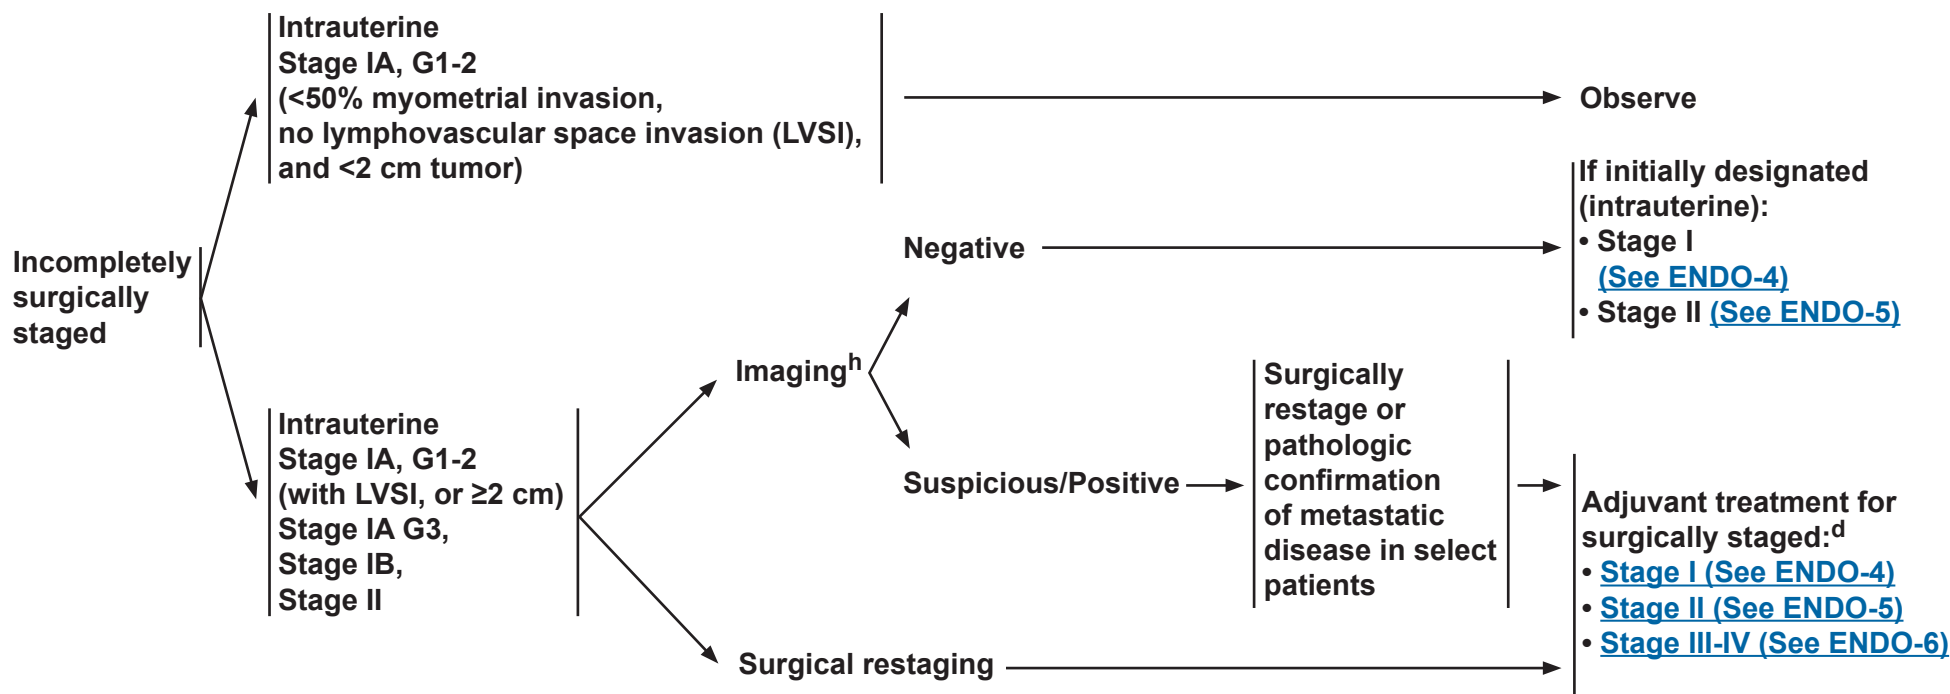 Incompletely
surgically
staged
Intrauterine
Stage IA, G1-2
(<50% myometrial invasion,
no lymphovascular space invasion (LVSI),
and <2 cm tumor)
Observe
Intrauterine
Stage IA, G1-2
(with LVSI, or ≥2 cm)
Stage IA G3,
Stage IB,
Stage II
Imagingʰ
Negative
If initially designated
(intrauterine):
• Stage I
(See ENDO-4)
• Stage II (See ENDO-5)
Suspicious/Positive
Surgically
restage or
pathologic
confirmation
of metastatic
disease in select
patients
Surgical restaging
Adjuvant treatment for
surgically staged:ᵈ
• Stage I (See ENDO-4)
• Stage II (See ENDO-5)
• Stage III-IV (See ENDO-6)